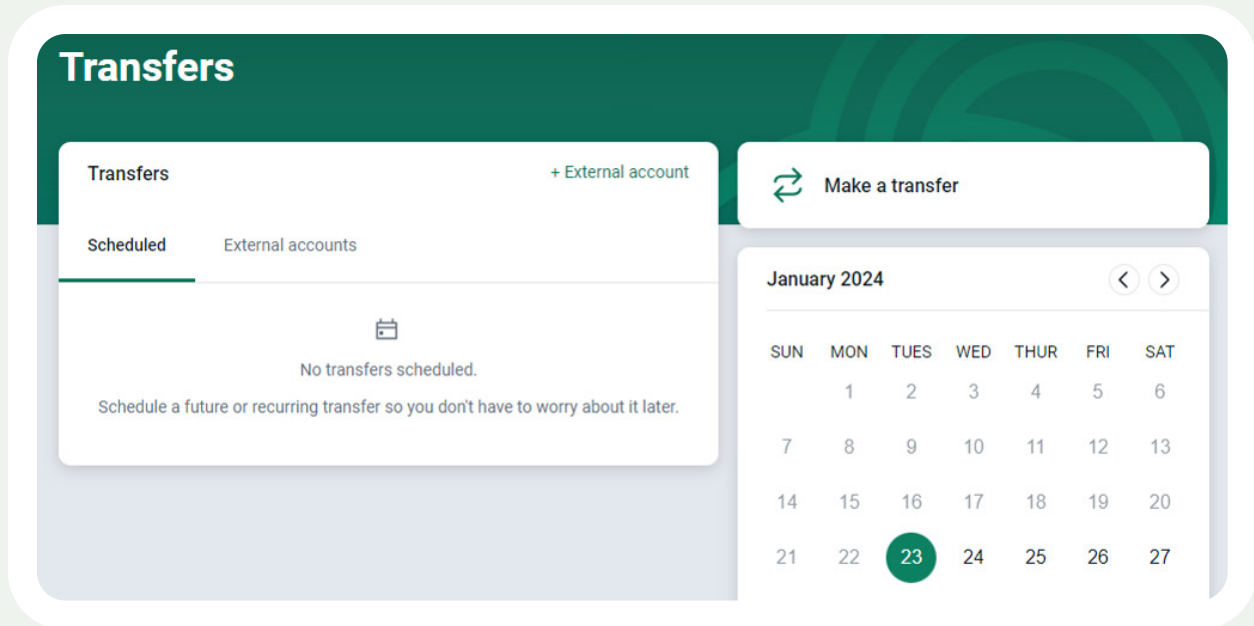 Transfers
Transfers
+ External account
Scheduled
External accounts
No transfers scheduled.
Schedule a future or recurring transfer so you don't have to worry about it later.
Make a transfer
January 2024
SUN MON TUES WED THUR FRI SAT
1 2 3 4 5 6
7 8 9 10 11 12 13
14 15 16 17 18 19 20
21 22 23 24 25 26 27